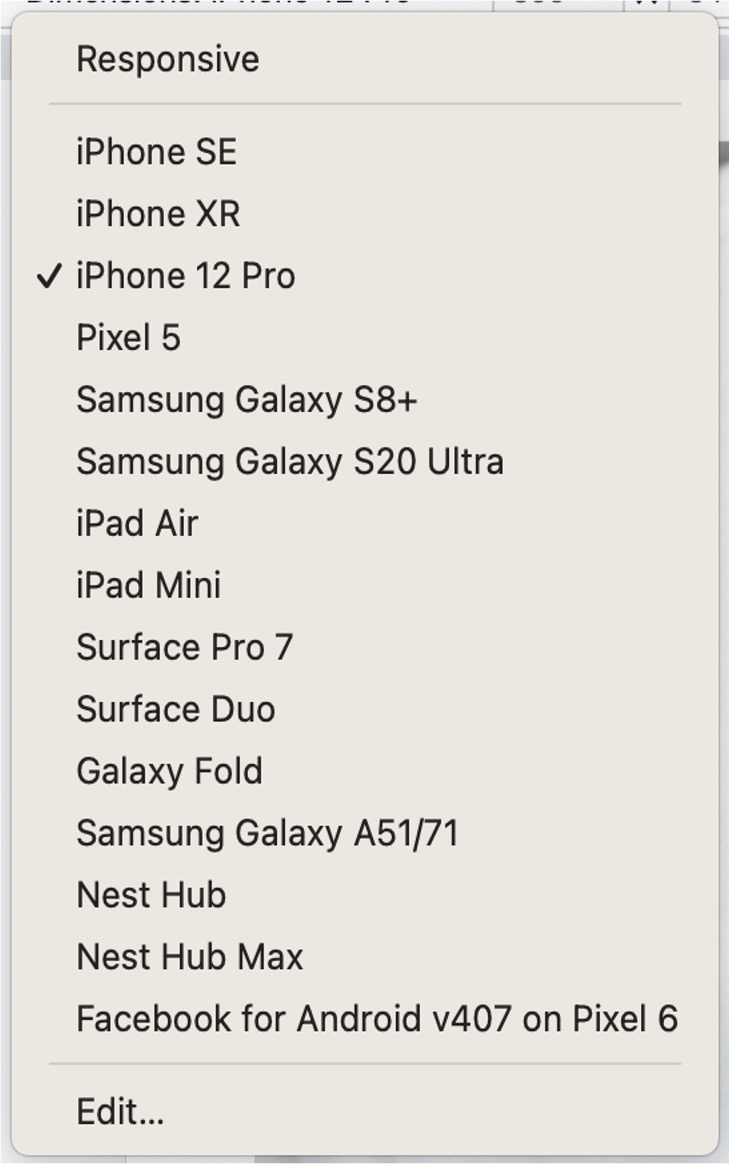 Responsive
iPhone SE
iPhone XR
✓ iPhone 12 Pro
Pixel 5
Samsung Galaxy S8+
Samsung Galaxy S20 Ultra
iPad Air
iPad Mini
Surface Pro 7
Surface Duo
Galaxy Fold
Samsung Galaxy A51/71
Nest Hub
Nest Hub Max
Facebook for Android v407 on Pixel 6
Edit...